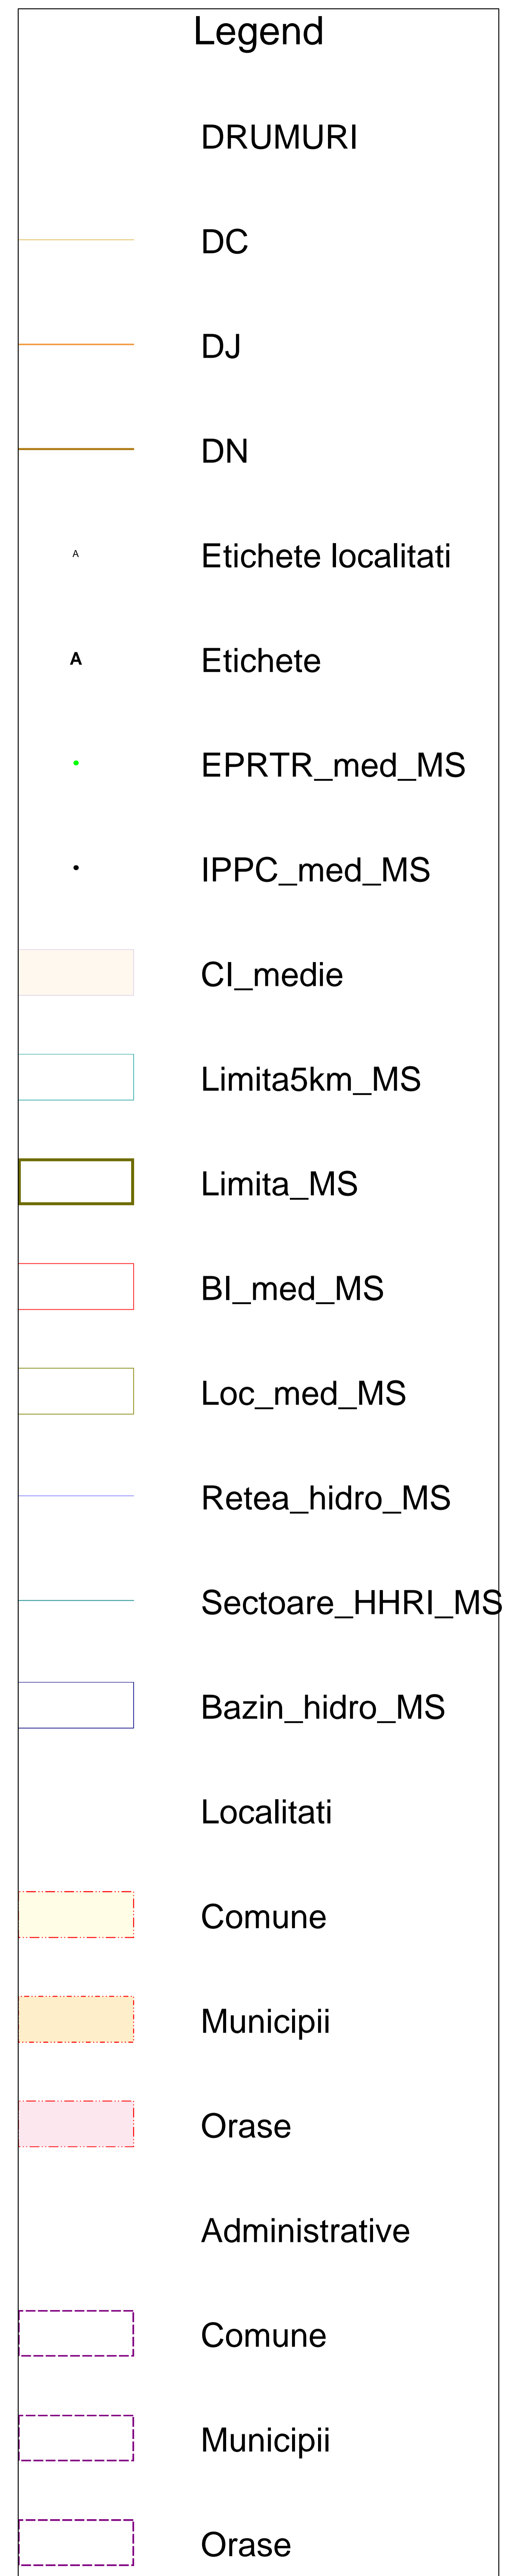 Legend
DRUMURI
DC
DJ
DN
A Etichete localitati
A Etichete
EPRTR_med_MS
IPPC_med_MS
CI_medie
Limita5km_MS
Limita_MS
BI_med_MS
Loc_med_MS
Retea_hidro_MS
Sectoare_HHRI_MS
Bazin_hidro_MS
Localitati
Comune
Municipii
Orase
Administrative
Comune
Municipii
Orase